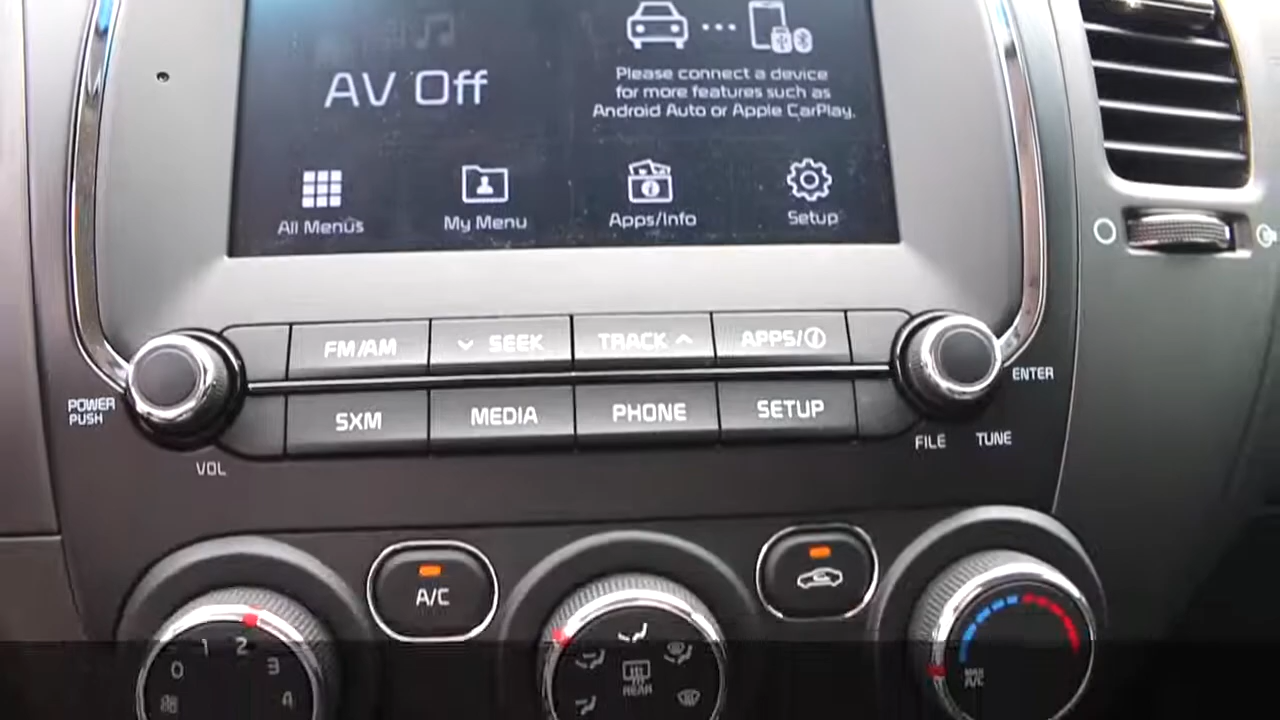 AV Off
Please connect a device
for more features such as
Android Auto or Apple CarPlay.
All Menus
My Menu
Apps/Info
Setup
FM/AM
SEEK
TRACK
APPS/i
POWER
PUSH
VOL
SXM
MEDIA
PHONE
SETUP
ENTER
FILE
TUNE
A/C
0
1
2
3
4
REAR
MAX
A/C